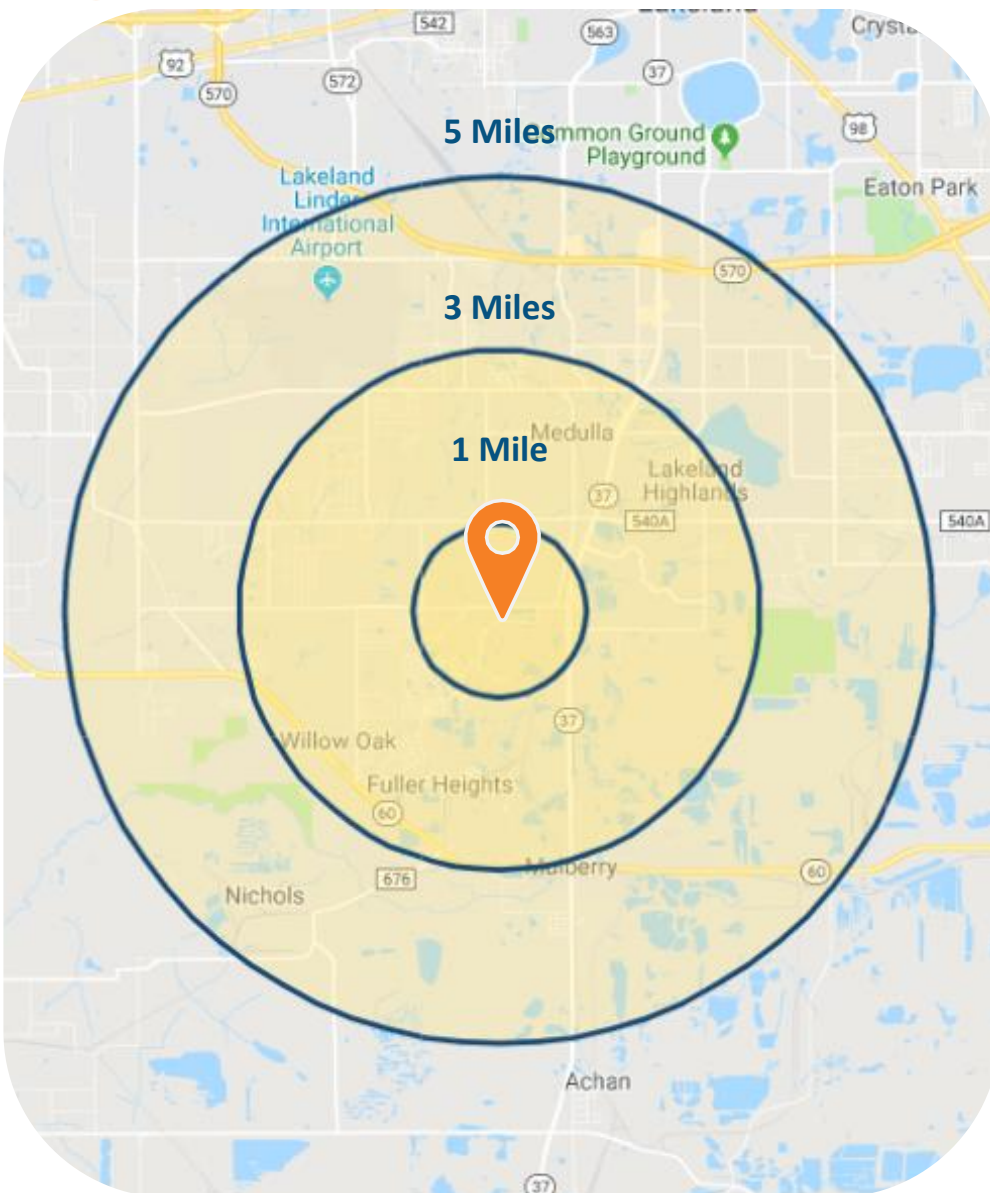 Lakeland
542
563
92
572
37
570
5 Miles
Common Ground
Playground
98
Lakeland
Linder
International
Airport
Eaton Park
570
3 Miles
Medulla
1 Mile
Lakeland
Highlands
37
540A
540A
37
Willow Oak
Fuller Heights
60
Mulberry
676
60
Nichols
Achan
37